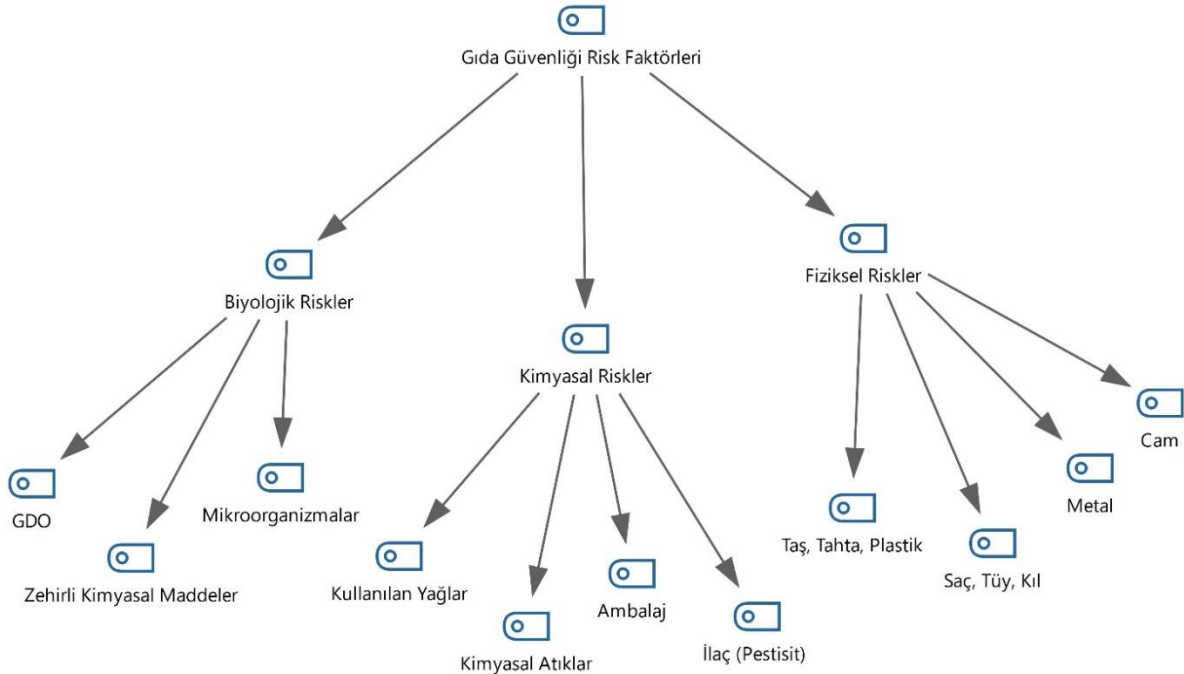 Gıda Güvenliği Risk Faktörleri
Biyolojik Riskler
Kimyasal Riskler
Fiziksel Riskler
GDO
Zehirli Kimyasal Maddeler
Mikroorganizmalar
Kullanılan Yağlar
Kimyasal Atıklar
Ambalaj
İlaç (Pestisit)
Taş, Tahta, Plastik
Saç, Tüy, Kıl
Metal
Cam